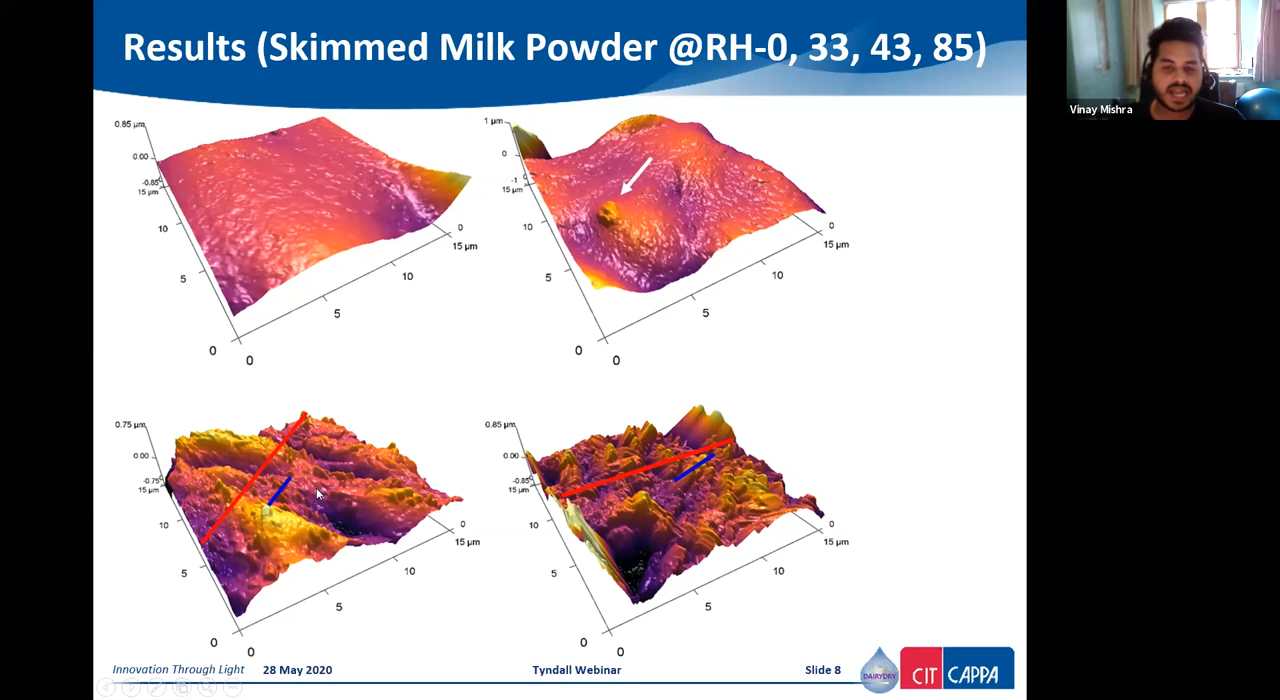 Results (Skimmed Milk Powder @RH-0, 33, 43, 85)
Vinay Mishra
0.85 µm
0.00
-0.85
15 µm
10
5
0
0
5
10
15 µm
0
1 µm
0
-1
15 µm
10
5
0
0
5
10
15 µm
0
0.75 µm
0.00
-0.75
15 µm
10
5
0
0
5
10
15 µm
0
0.85 µm
0.00
-0.85
15 µm
10
5
0
0
5
10
15 µm
0
Innovation Through Light
28 May 2020
Tyndall Webinar
Slide 8
DAIRYDRY
CIT
CAPPA